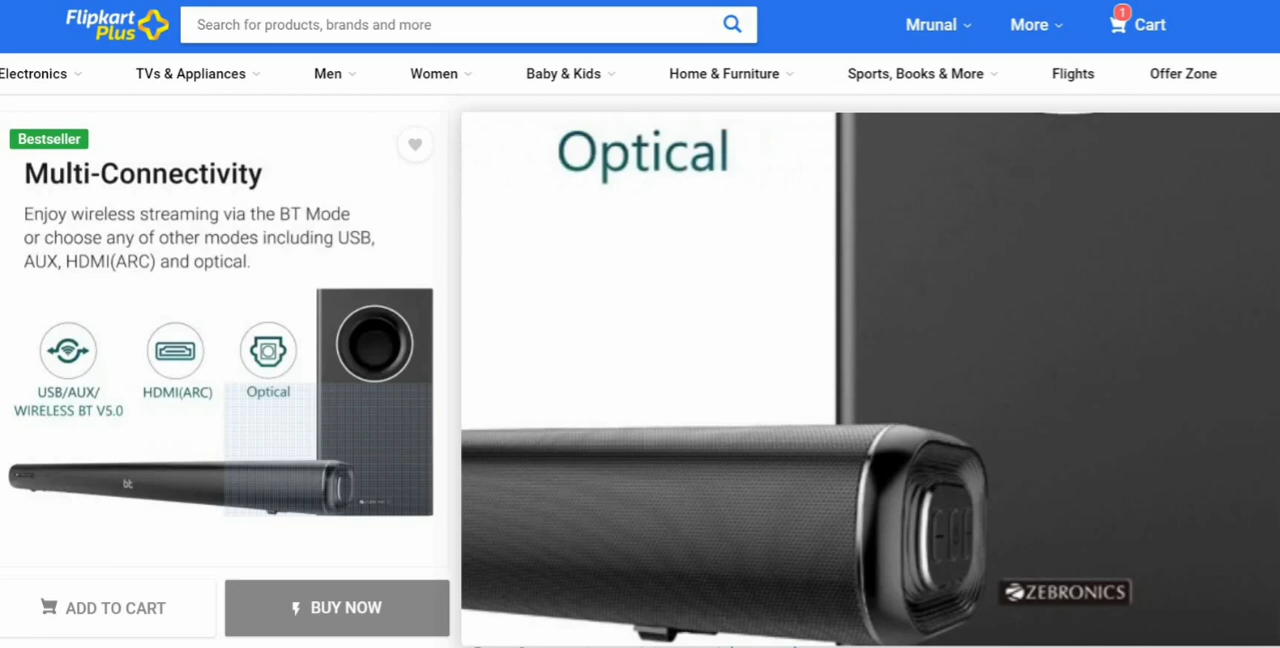 Flipkart
Plus
Search for products, brands and more
Mrunal
More
1
Cart
Electronics
TVs & Appliances
Men
Women
Baby & Kids
Home & Furniture
Sports, Books & More
Flights
Offer Zone
Bestseller
Multi-Connectivity
Enjoy wireless streaming via the BT Mode
or choose any of other modes including USB,
AUX, HDMI(ARC) and optical.
USB/AUX/
WIRELESS BT V5.0
HDMI(ARC)
Optical
bt
ADD TO CART
BUY NOW
Optical
ZEBRONICS